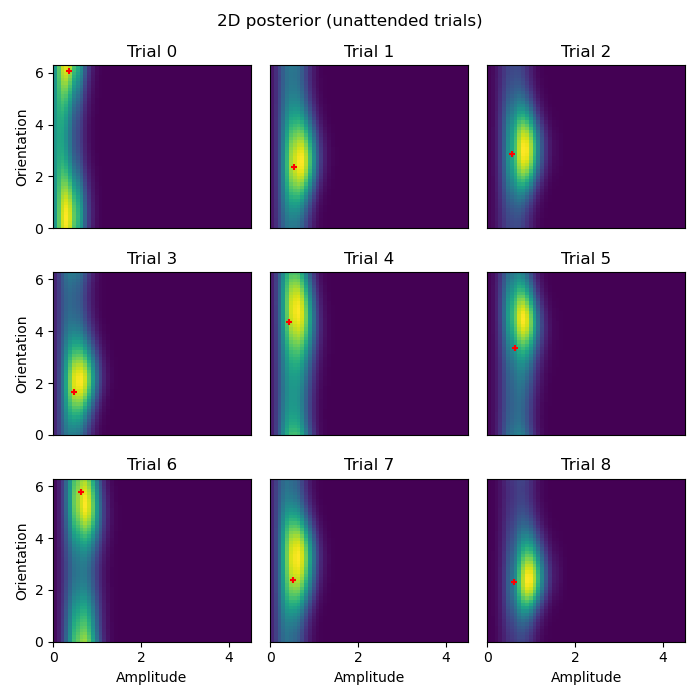 2D posterior (unattended trials)
Trial 0
Trial 1
Trial 2
6
4
2
0
Orientation
Trial 3
Trial 4
Trial 5
6
4
2
0
Orientation
Trial 6
Trial 7
Trial 8
6
4
2
0
Orientation
0 2 4
0 2 4
0 2 4
Amplitude
Amplitude
Amplitude